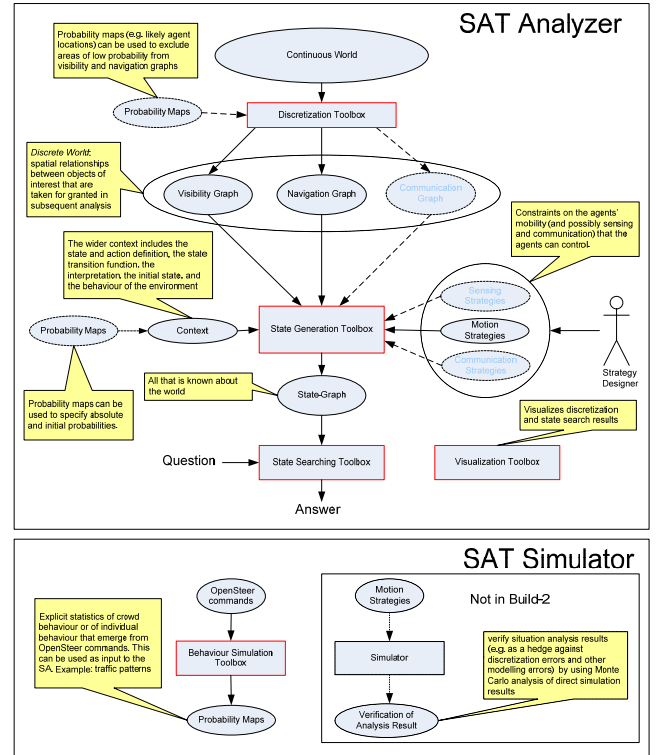 SAT Analyzer
Probability maps (e.g. likely agent
locations) can be used to exclude
areas of low probability from
visibility and navigation graphs
Continuous World
Probability Maps
Discretization Toolbox
Discrete World:
spatial relationships
between objects of
interest that are
taken for granted in
subsequent analysis
Visibility Graph
Navigation Graph
Communication
Graph
Constraints on the agents'
mobility (and possibly sensing
and communication) that the
agents can control.
The wider context includes the
state and action definition, the state
transition function, the
interpretation, the initial state, and
the behaviour of the environment
Sensing
Strategies
Probability Maps
Context
State Generation Toolbox
Motion
Strategies
Communication
Strategies
Strategy
Designer
All that is known about
the world
State-Graph
Probability maps can be
used to specify absolute
and initial probabilities.
Visualizes discretization
and state search results
Question
State Searching Toolbox
Visualization Toolbox
Answer
SAT Simulator
OpenSteer
commands
Motion
Strategies
Not in Build-2
Explicit statistics of crowd
behaviour or of individual
behaviour that emerge from
OpenSteer commands. This
can be used as input to the
SA. Example: traffic patterns
Behaviour Simulation
Toolbox
Simulator
verify situation analysis results
(e.g. as a hedge against
discretization errors and other
modelling errors) by using Monte
Carlo analysis of direct simulation
results
Probability Maps
Verification of
Analysis Result